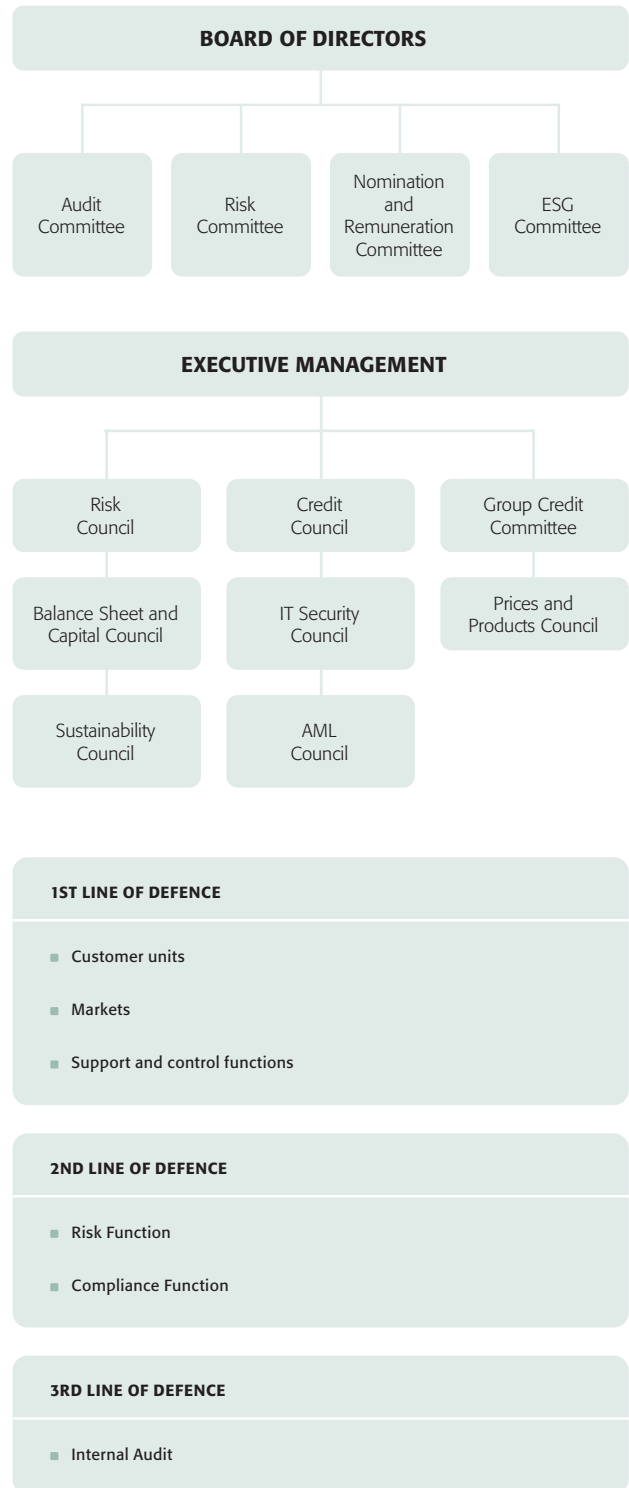 BOARD OF DIRECTORS
Audit
Committee
Risk
Committee
Nomination
and
Remuneration
Committee
ESG
Committee
EXECUTIVE MANAGEMENT
Risk
Council
Credit
Council
Group Credit
Committee
Balance Sheet and
Capital Council
IT Security
Council
Prices and
Products Council
Sustainability
Council
AML
Council
1ST LINE OF DEFENCE
Customer units
Markets
Support and control functions
2ND LINE OF DEFENCE
Risk Function
Compliance Function
3RD LINE OF DEFENCE
Internal Audit